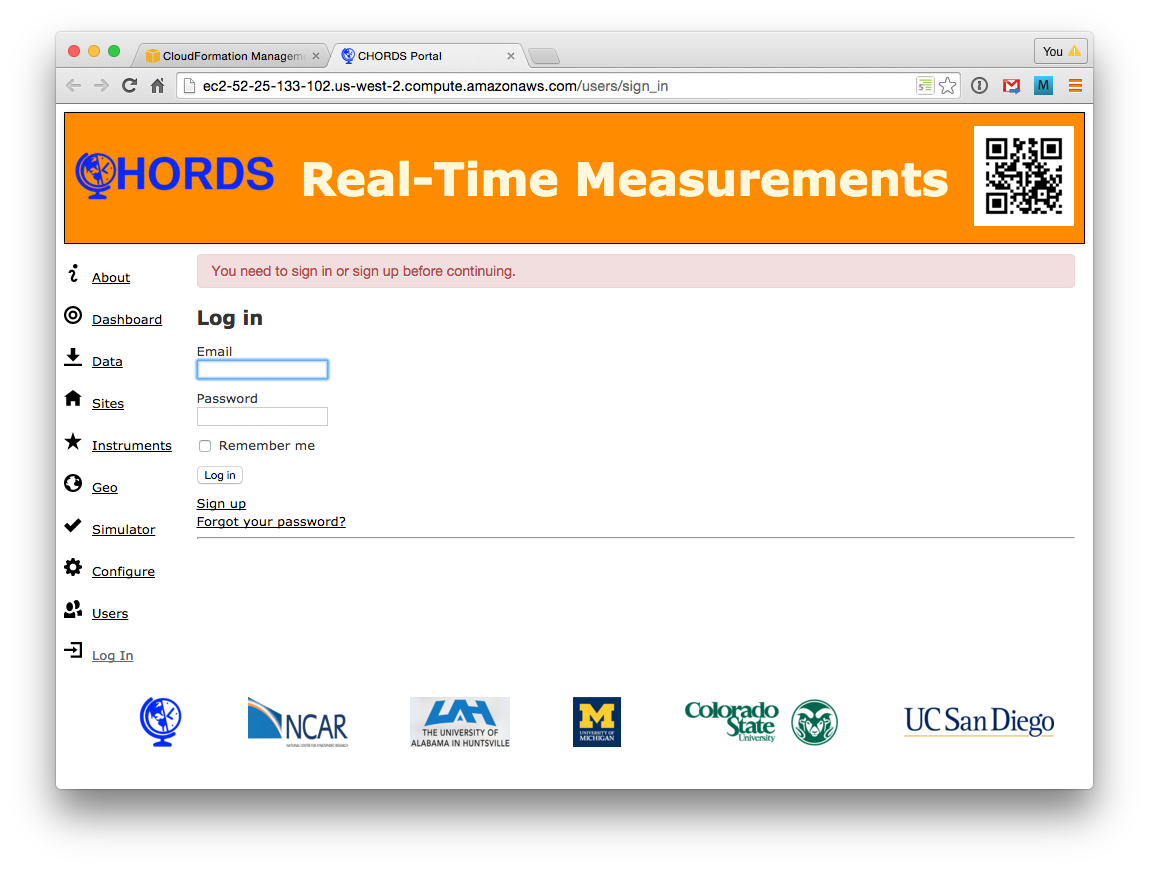 CloudFormation Managem
CHORDS Portal
You
ec2-52-25-133-102.us-west-2.compute.amazonaws.com/users/sign_in
M
HORDS
Real-Time Measurements
About
Dashboard
Data
Sites
Instruments
Geo
Simulator
Configure
Users
Log In
You need to sign in or sign up before continuing.
Log in
Email
Password
Remember me
Log in
Sign up
Forgot your password?
NCAR
NATIONAL CENTER FOR ATMOSPHERIC RESEARCH
UAH
THE UNIVERSITY OF
ALABAMA IN HUNTSVILLE
M
UNIVERSITY OF
MICHIGAN
Colorado
State
University
UC San Diego